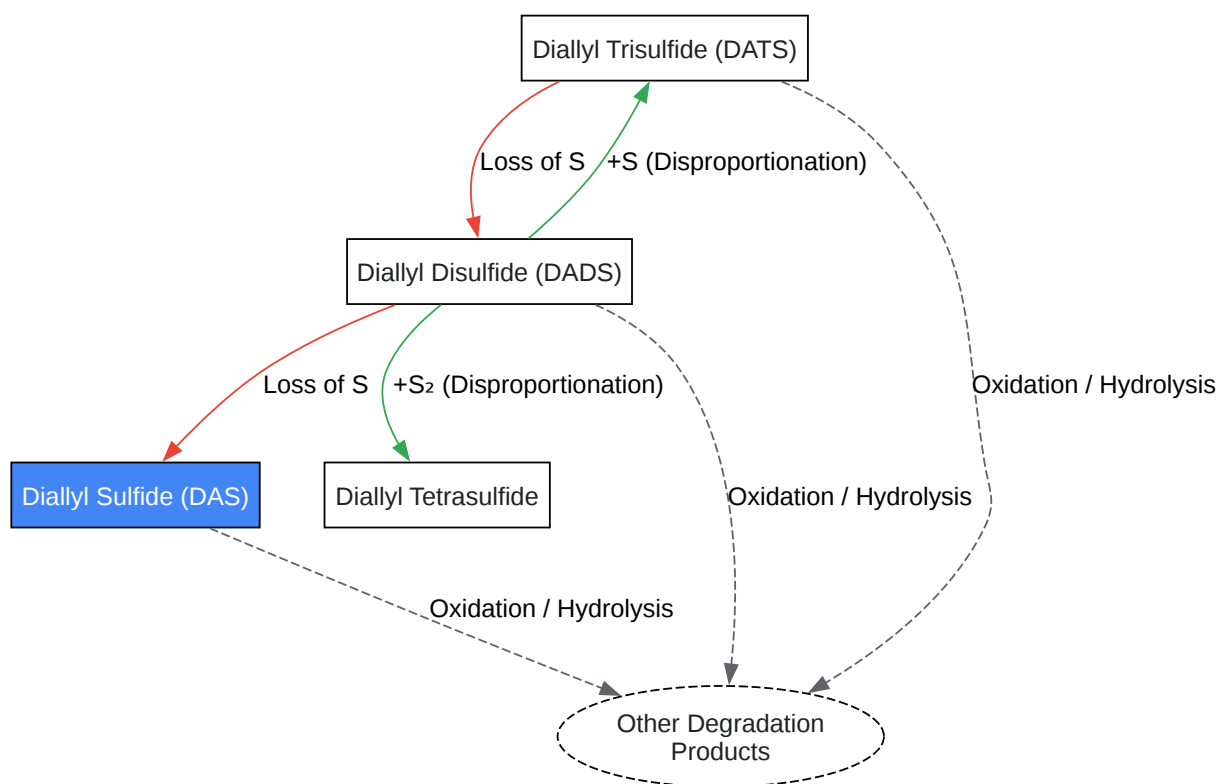 Diallyl Trisulfide (DATS)
Loss of S
+S (Disproportionation)
Diallyl Disulfide (DADS)
Loss of S
+S₂ (Disproportionation)
Oxidation / Hydrolysis
Diallyl Sulfide (DAS)
Diallyl Tetrasulfide
Oxidation / Hydrolysis
Oxidation / Hydrolysis
Other Degradation
Products